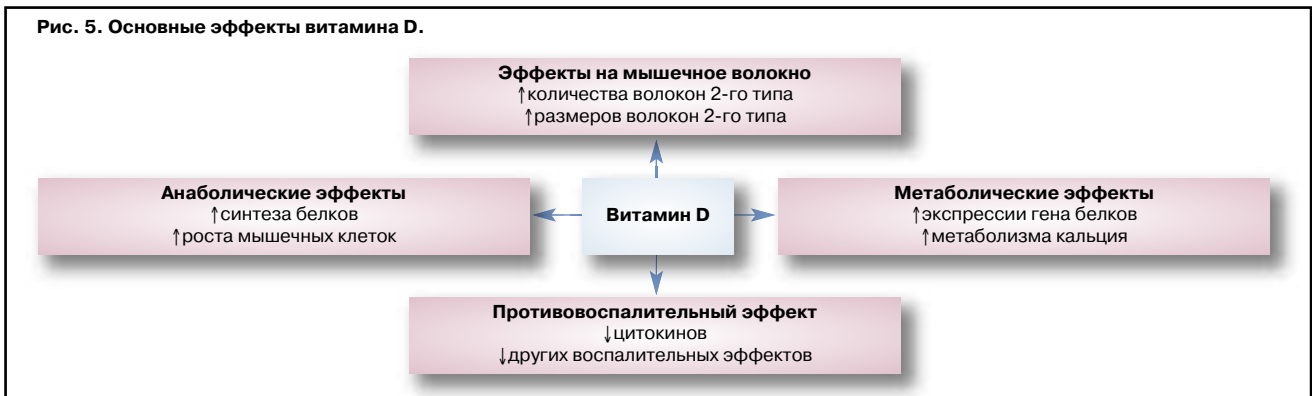 Рис. 5. Основные эффекты витамина D.
Эффекты на мышечное волокно
↑количества волокон 2-го типа
↑размеров волокон 2-го типа
Анаболические эффекты
↑синтеза белков
↑роста мышечных клеток
Витамин D
Метаболические эффекты
↑экспрессии гена белков
↑метаболизма кальция
Противовоспалительный эффект
↓цитокинов
↓других воспалительных эффектов